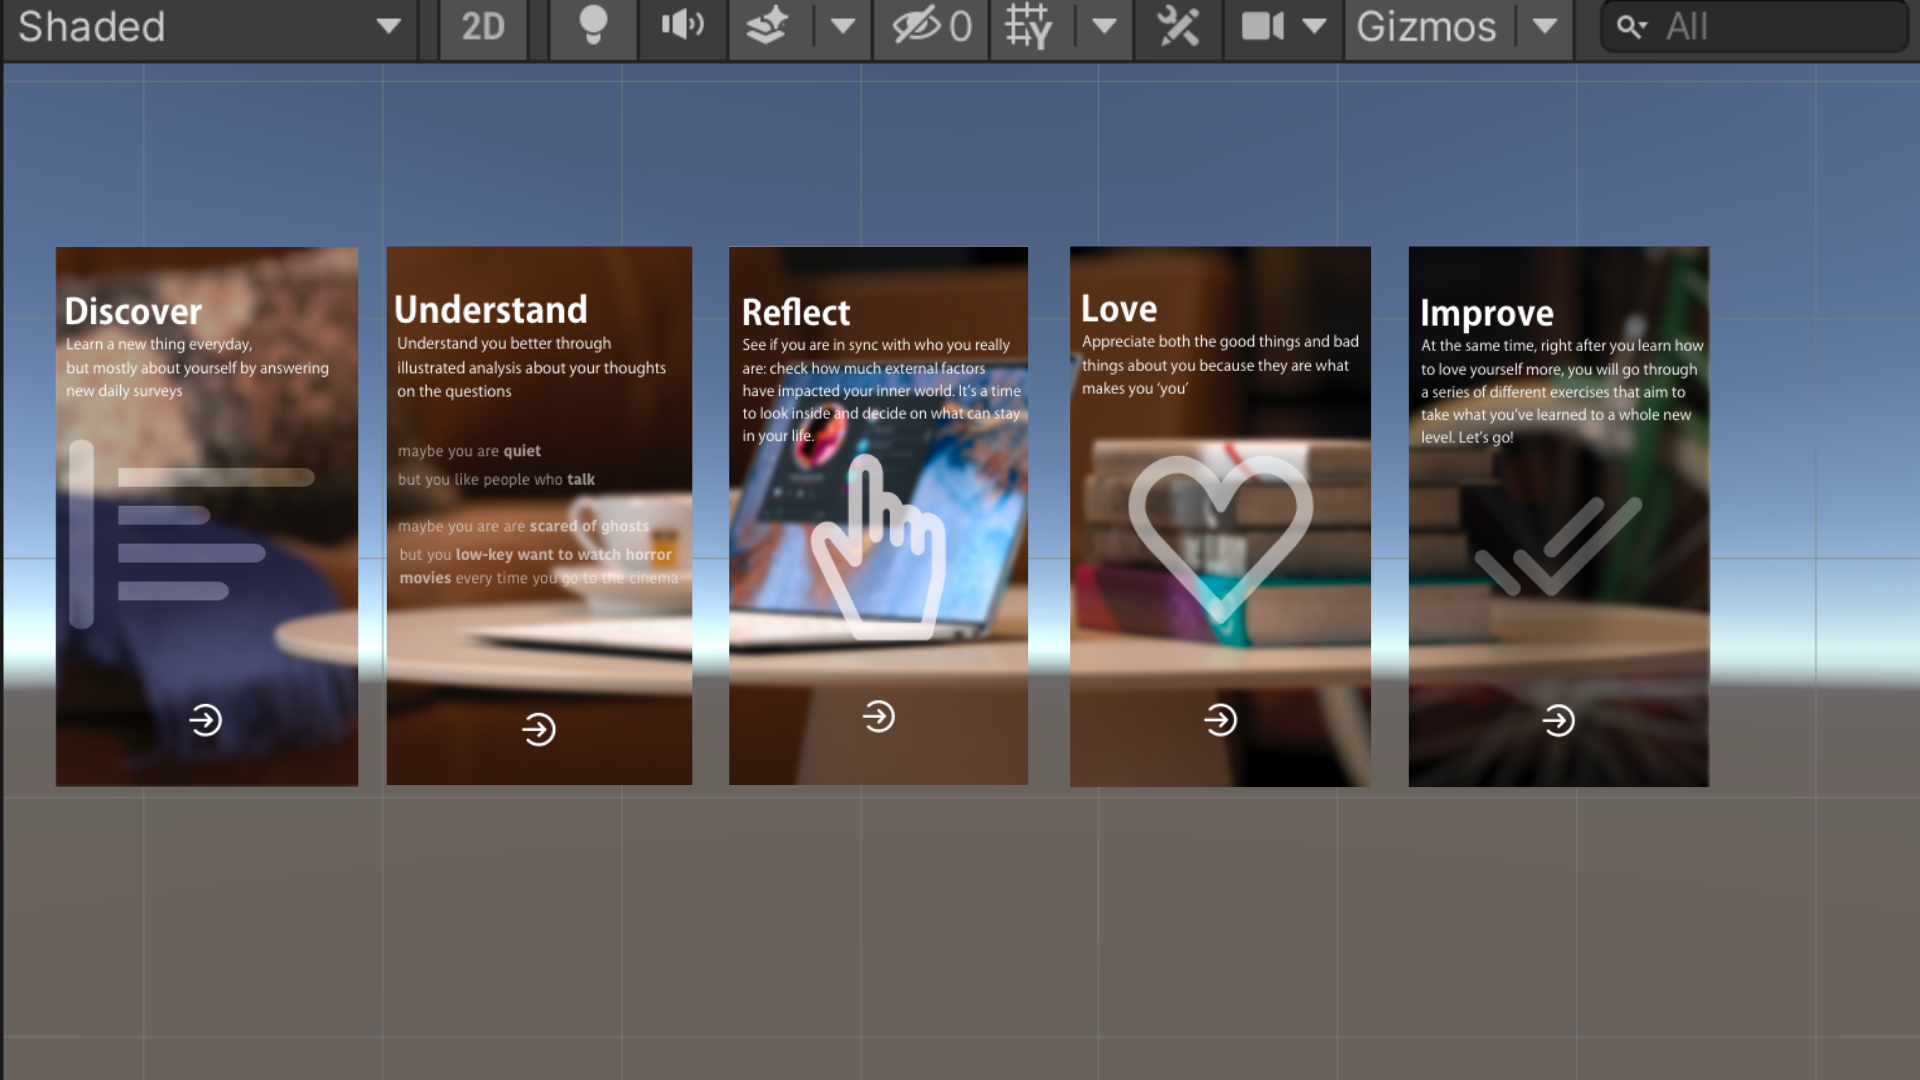 Shaded
2D
0
Gizmos
All
Discover
Learn a new thing everyday,
but mostly about yourself by answering
new daily surveys
Understand
Understand you better through
illustrated analysis about your thoughts
on the questions
maybe you are quiet
but you like people who talk
maybe you are are scared of ghosts
but you low-key want to watch horror
movies every time you go to the cinema
Reflect
See if you are in sync with who you really
are: check how much external factors
have impacted your inner world. It's a time
to look inside and decide on what can stay
in your life.
Love
Appreciate both the good things and bad
things about you because they are what
makes you ‘you’
Improve
At the same time, right after you learn how
to love yourself more, you will go through
a series of different exercises that aim to
take what you've learned to a whole new
level. Let's go!